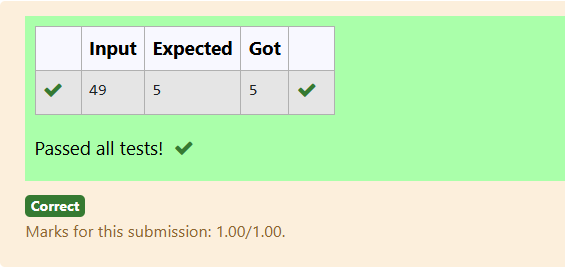 Input Expected Got
49 5 5
Passed all tests!
Correct
Marks for this submission: 1.00/1.00.